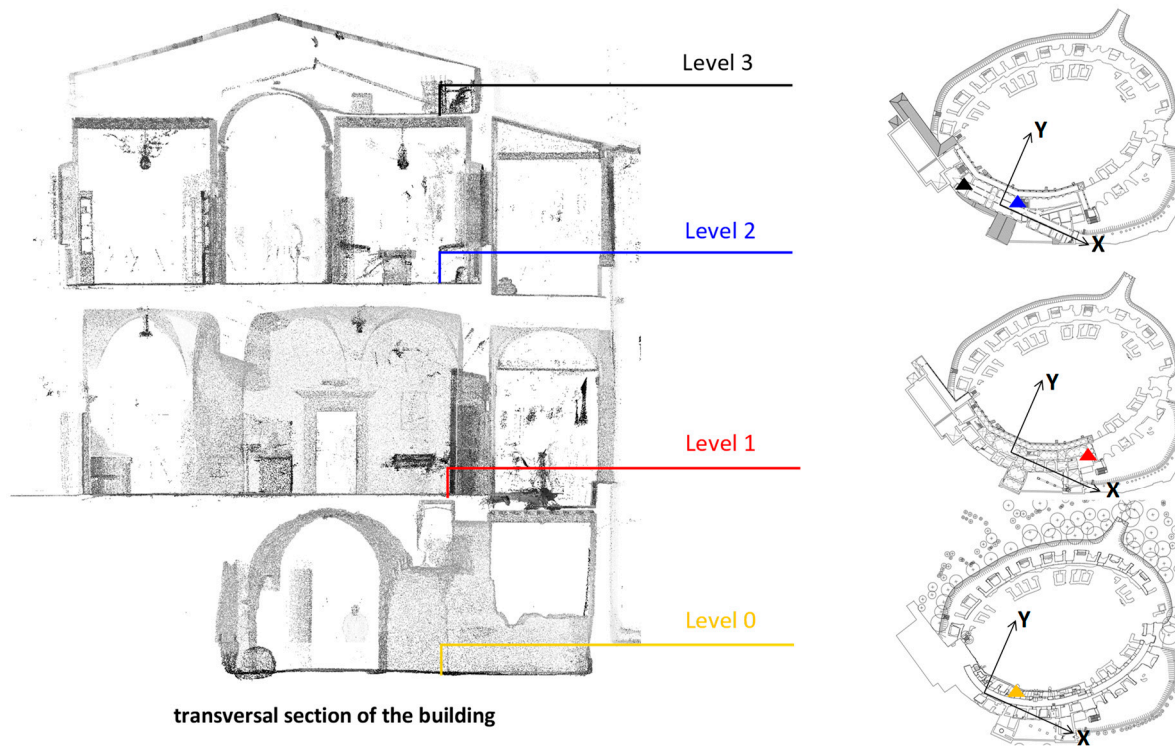 Level 3
Level 2
Level 1
Level 0
transversal section of the building
Y
X
Y
X
Y
X